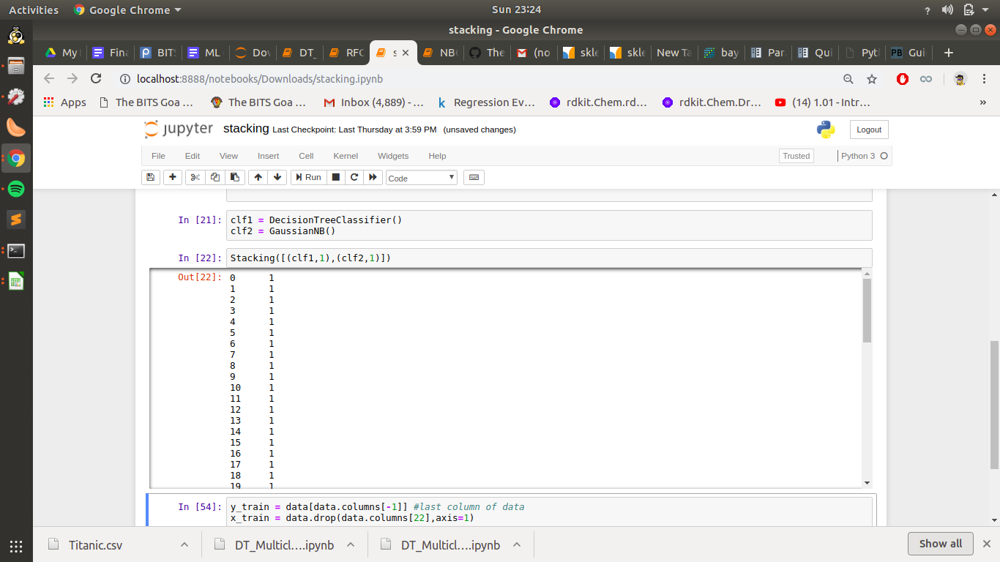 Activities Google Chrome Sun 23:24 ?
stacking - Google Chrome
My Fina BITS ML Dov DT_ RFC s NBC The (no skle skle New Ta bay Par Qui Pyt Gui
localhost:8888/notebooks/Downloads/stacking.ipynb
Apps The BITS Goa ... The BITS Goa ... Inbox (4,889) - ... k Regression Ev... rdkit.Chem.rd... rdkit.Chem.Dr... (14) 1.01 - Intr... »
jupyter stacking Last Checkpoint: Last Thursday at 3:59 PM (unsaved changes) Logout
File Edit View Insert Cell Kernel Widgets Help Trusted Python 3
Run Code
In [21]: clf1 = DecisionTreeClassifier()
clf2 = GaussianNB()
In [22]: Stacking([(clf1,1),(clf2,1)])
Out[22]: 0 1
1 1
2 1
3 1
4 1
5 1
6 1
7 1
8 1
9 1
10 1
11 1
12 1
13 1
14 1
15 1
16 1
17 1
18 1
19 1
In [54]: y_train = data[data.columns[-1]] #last column of data
x_train = data.drop(data.columns[22],axis=1)
Titanic.csv DT_Multicl....ipynb DT_Multicl....ipynb Show all